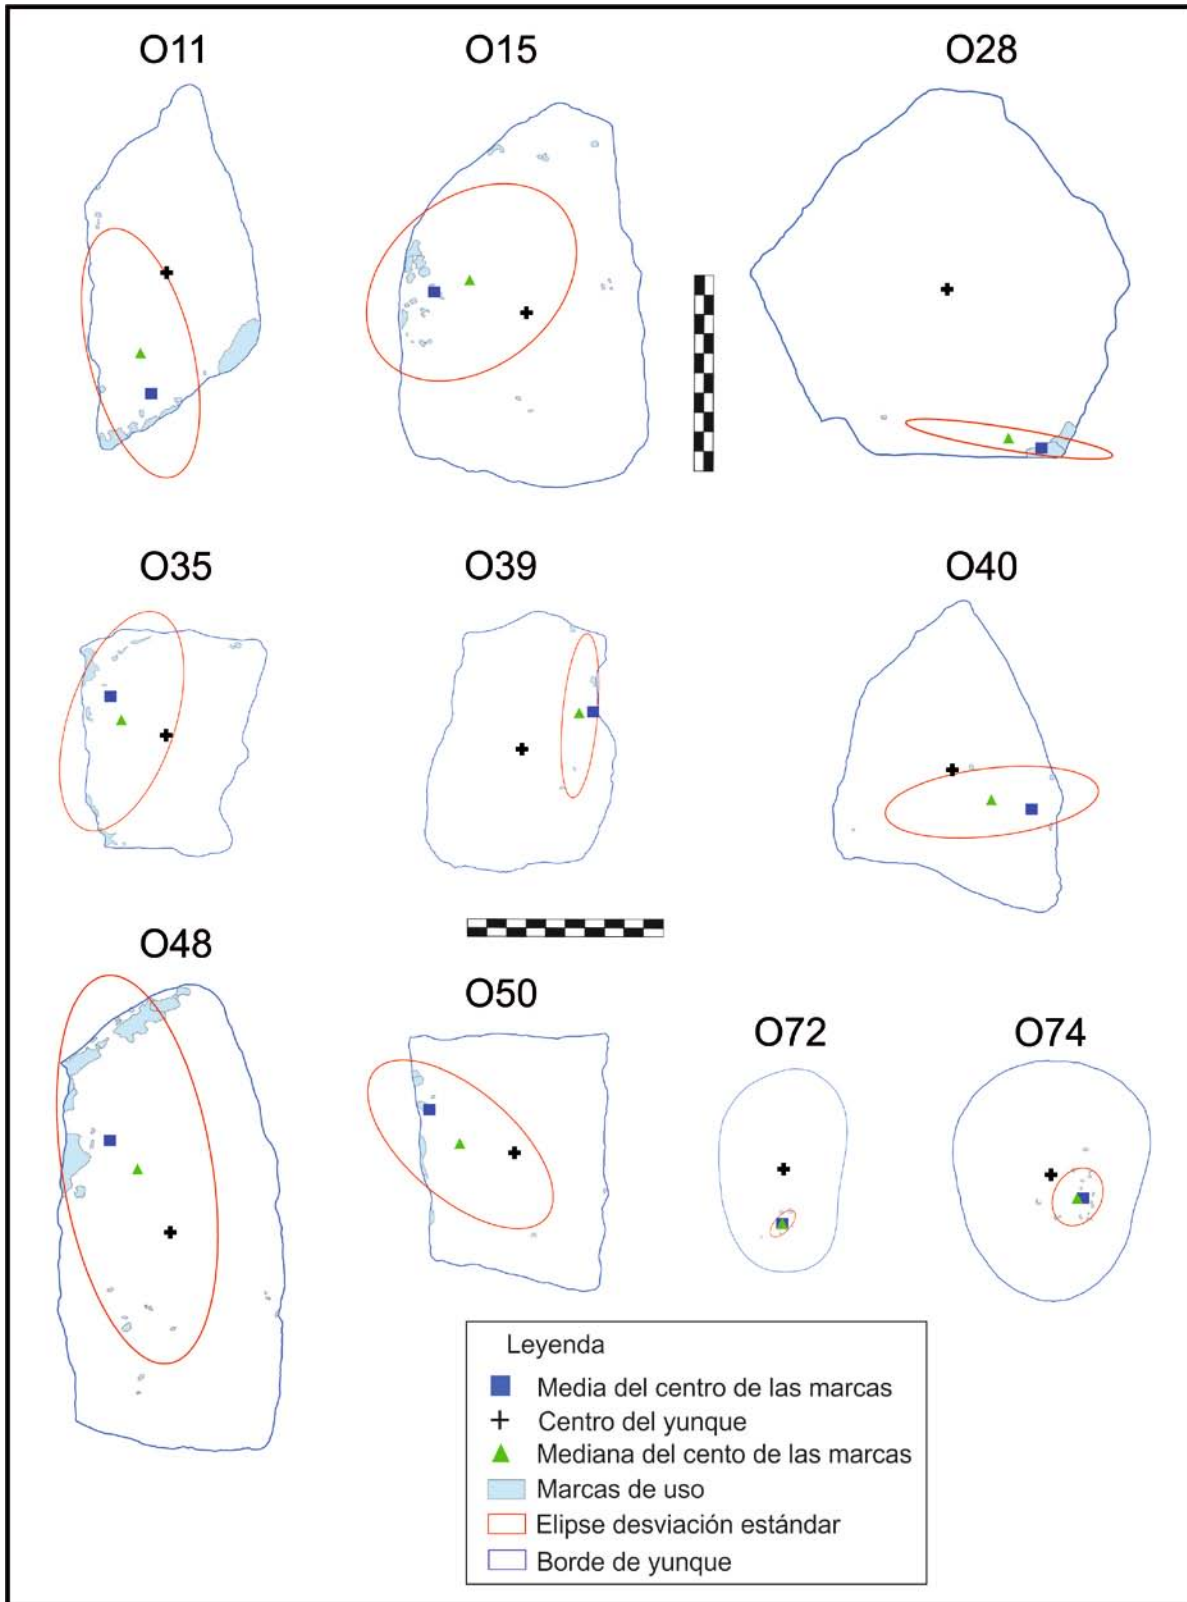 O11
O15
O28
O35
O39
O40
O48
O50
O72
O74
Leyenda
Media del centro de las marcas
Centro del yunque
Mediana del cento de las marcas
Marcas de uso
Elipse desviación estándar
Borde de yunque